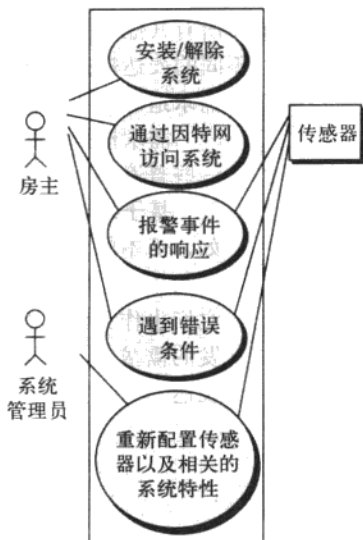 安装/解除
系统
通过因特网
访问系统
传感器
房主
报警事件
的响应
遇到错误
条件
系统
管理员
重新配置传感
器以及相关的
系统特性